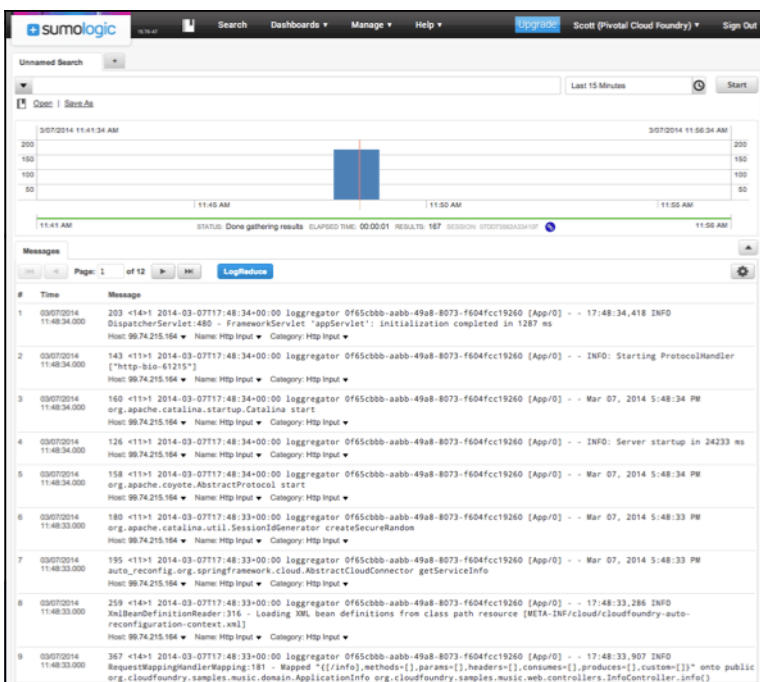 sumologic
Search Dashboards ▾ Manage ▾ Help ▾ Upgrade Scott (Pivotal Cloud Foundry) ▾ Sign Out
Unnamed Search +
Last 15 Minutes Start
Open | Save As
3/07/2014 11:41:34 AM 3/07/2014 11:56:34 AM
200 200
150 150
100 100
50 50
11:45 AM 11:50 AM 11:55 AM
11:41 AM STATUS: Done gathering results ELAPSED TIME: 00:00:01 RESULTS: 167 SESSION: 11:56 AM
Messages
Page: 1 of 12 LogReduce
# Time Message
1 03/07/2014 203 <14>1 2014-03-07T17:48:34+00:00 loggregator 0f65cbbb-aabb-49a8-8073-f604fcc19260 [App/0] - - 17:48:34,418 INFO
11:48:34.000 DispatcherServlet:480 - FrameworkServlet 'appServlet': initialization completed in 1287 ms
Host: 99.74.215.164 ▾ Name: Http Input ▾ Category: Http Input ▾
2 03/07/2014 143 <11>1 2014-03-07T17:48:34+00:00 loggregator 0f65cbbb-aabb-49a8-8073-f604fcc19260 [App/0] - - INFO: Starting ProtocolHandler
11:48:34.000 ["http-bio-61215"]
Host: 99.74.215.164 ▾ Name: Http Input ▾ Category: Http Input ▾
3 03/07/2014 160 <11>1 2014-03-07T17:48:34+00:00 loggregator 0f65cbbb-aabb-49a8-8073-f604fcc19260 [App/0] - - Mar 07, 2014 5:48:34 PM
11:48:34.000 org.apache.catalina.startup.Catalina start
Host: 99.74.215.164 ▾ Name: Http Input ▾ Category: Http Input ▾
4 03/07/2014 126 <11>1 2014-03-07T17:48:34+00:00 loggregator 0f65cbbb-aabb-49a8-8073-f604fcc19260 [App/0] - - INFO: Server startup in 24233 ms
11:48:34.000 Host: 99.74.215.164 ▾ Name: Http Input ▾ Category: Http Input ▾
5 03/07/2014 158 <11>1 2014-03-07T17:48:34+00:00 loggregator 0f65cbbb-aabb-49a8-8073-f604fcc19260 [App/0] - - Mar 07, 2014 5:48:34 PM
11:48:34.000 org.apache.coyote.AbstractProtocol start
Host: 99.74.215.164 ▾ Name: Http Input ▾ Category: Http Input ▾
6 03/07/2014 180 <11>1 2014-03-07T17:48:33+00:00 loggregator 0f65cbbb-aabb-49a8-8073-f604fcc19260 [App/0] - - Mar 07, 2014 5:48:33 PM
11:48:33.000 org.apache.catalina.util.SessionIdGenerator createSecureRandom
Host: 99.74.215.164 ▾ Name: Http Input ▾ Category: Http Input ▾
7 03/07/2014 195 <11>1 2014-03-07T17:48:33+00:00 loggregator 0f65cbbb-aabb-49a8-8073-f604fcc19260 [App/0] - - Mar 07, 2014 5:48:33 PM
11:48:33.000 auto_reconfig.org.springframework.cloud.AbstractCloudConnector getServiceInfo
Host: 99.74.215.164 ▾ Name: Http Input ▾ Category: Http Input ▾
8 03/07/2014 259 <14>1 2014-03-07T17:48:33+00:00 loggregator 0f65cbbb-aabb-49a8-8073-f604fcc19260 [App/0] - - 17:48:33,286 INFO
11:48:33.000 XmlBeanDefinitionReader:316 - Loading XML bean definitions from class path resource [META-INF/cloud/cloudfoundry-auto-
reconfiguration-context.xml]
Host: 99.74.215.164 ▾ Name: Http Input ▾ Category: Http Input ▾
9 03/07/2014 367 <14>1 2014-03-07T17:48:33+00:00 loggregator 0f65cbbb-aabb-49a8-8073-f604fcc19260 [App/0] - - 17:48:33,907 INFO
11:48:33.000 RequestMappingHandlerMapping:181 - Mapped "{[/info],methods=[],params=[],headers=[],consumes=[],produces=[],custom=[]}" onto public
org.cloudfoundry.samples.music.domain.ApplicationInfo org.cloudfoundry.samples.music.web.controllers.InfoController.info()